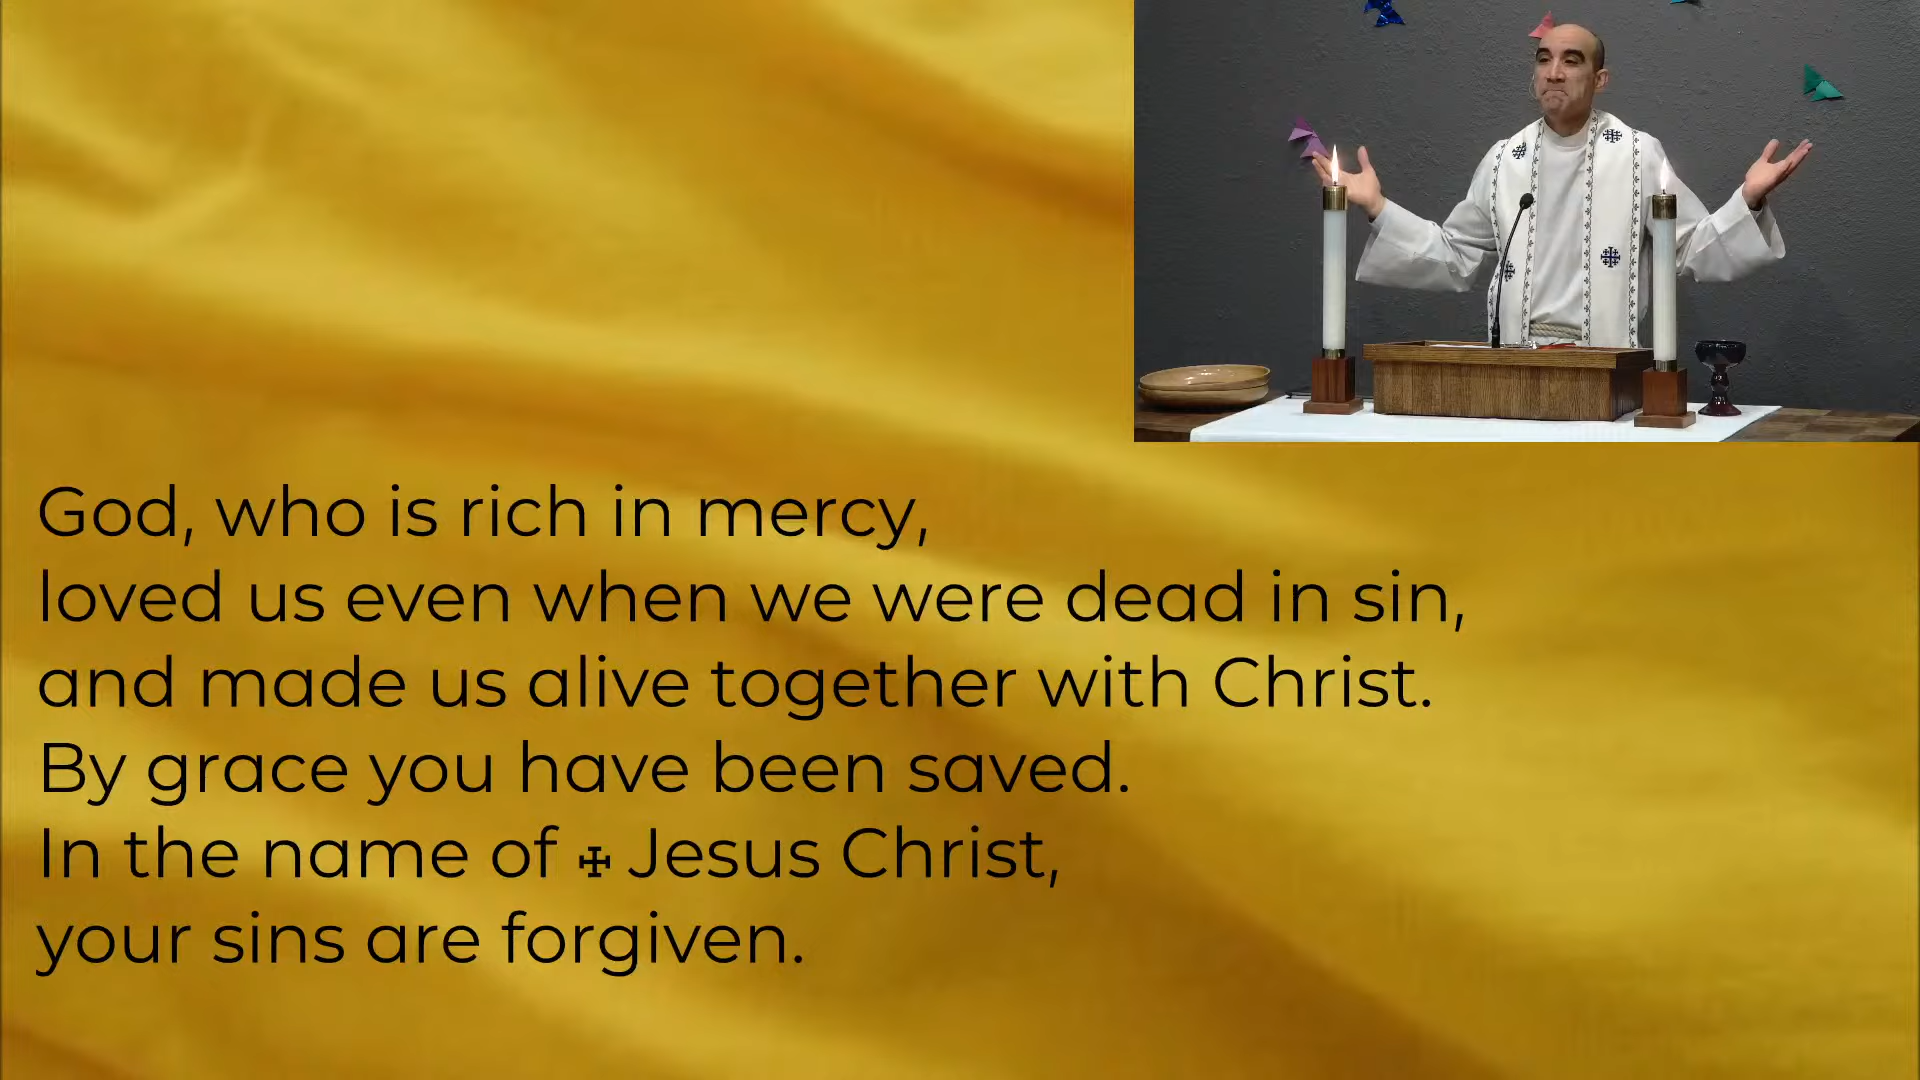 God, who is rich in mercy,
loved us even when we were dead in sin,
and made us alive together with Christ.
By grace you have been saved.
In the name of ☩ Jesus Christ,
your sins are forgiven.